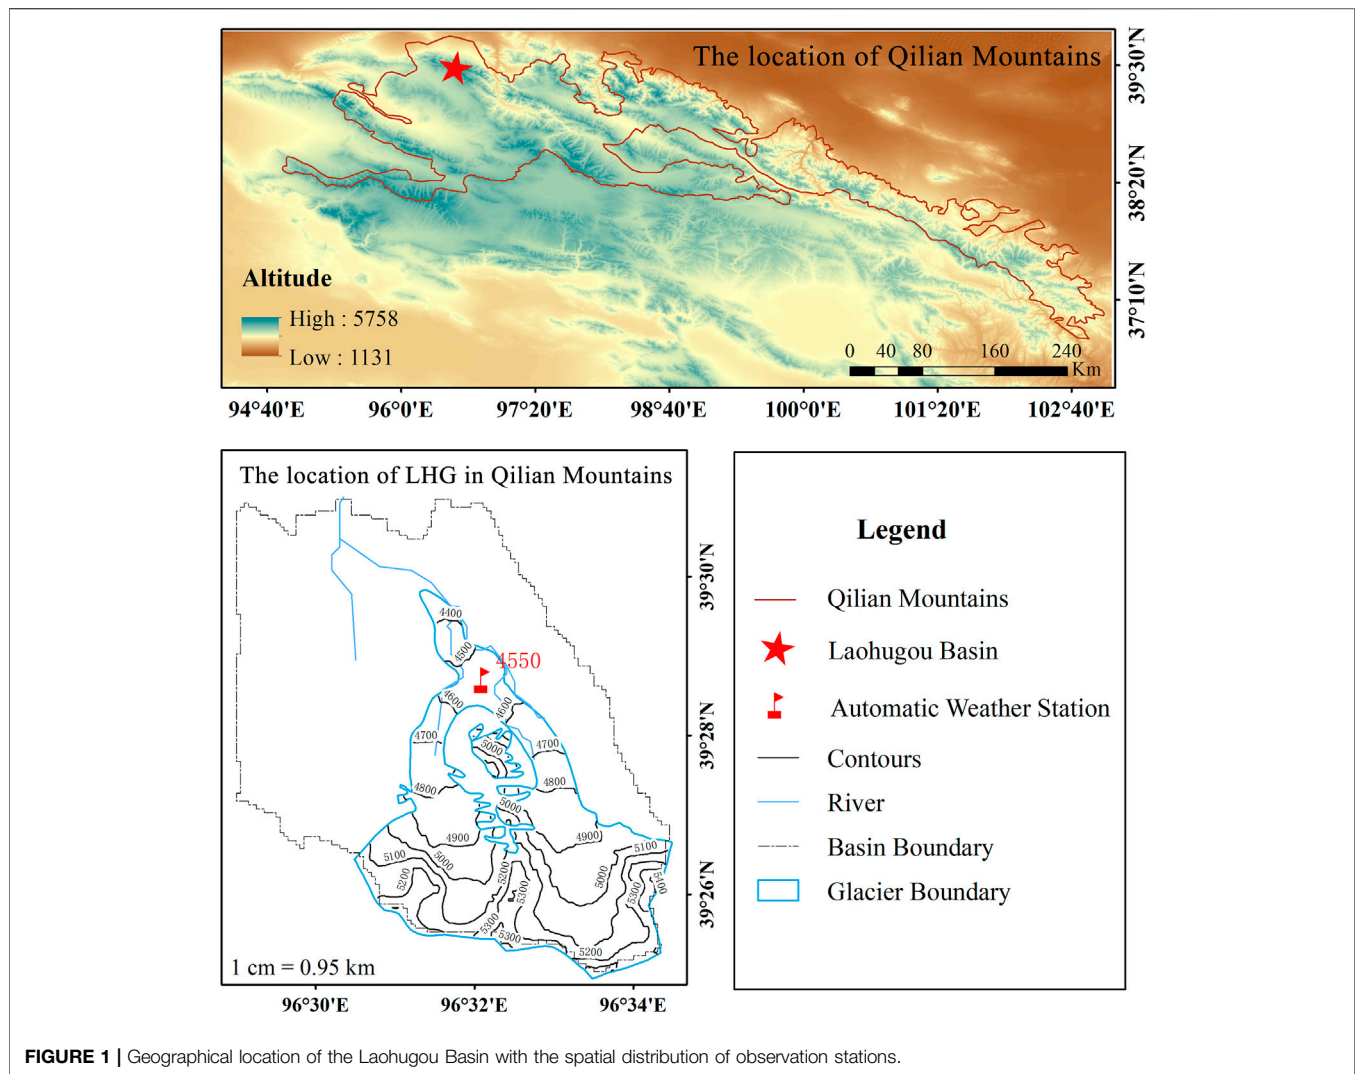 The location of Qilian Mountains
39°30'N
38°20'N
37°10'N
Altitude
High : 5758
Low : 1131
0 40 80 160 240
Km
94°40'E 96°0'E 97°20'E 98°40'E 100°0'E 101°20'E 102°40'E
The location of LHG in Qilian Mountains
39°30'N
39°28'N
39°26'N
4400
4500
4550
4600
4600
4700
5000
4700
4800
4800
5000
4900
4900
5100
5000
5100
5200
5200
5000
5400
5300
5300
5300
5300
5200
1 cm = 0.95 km
96°30'E 96°32'E 96°34'E
Legend
Qilian Mountains
Laohugou Basin
Automatic Weather Station
Contours
River
Basin Boundary
Glacier Boundary
FIGURE 1 | Geographical location of the Laohugou Basin with the spatial distribution of observation stations.